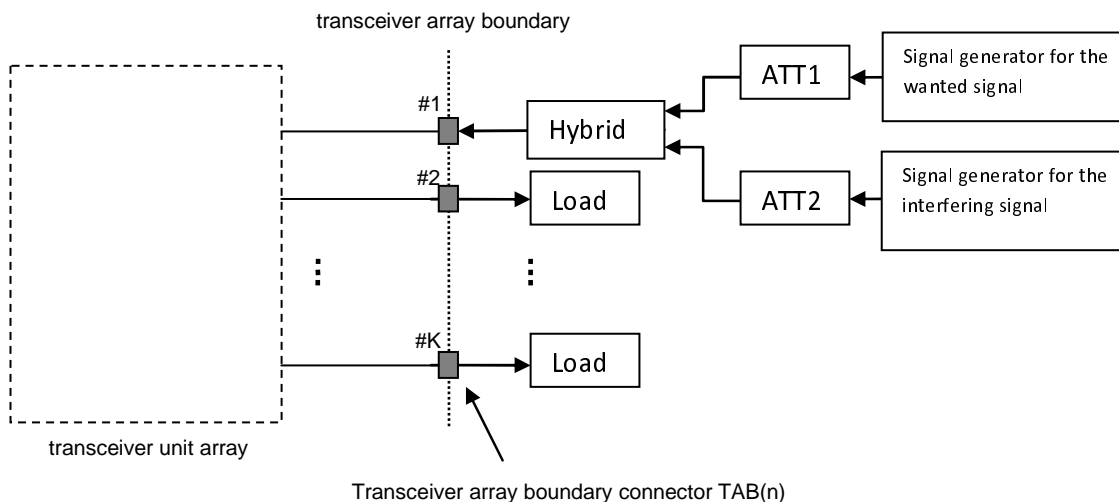 transceiver array boundary
#1
Hybrid
ATT1
Signal generator for the
wanted signal
#2
Load
ATT2
Signal generator for the
interfering signal
#K
Load
transceiver unit array
Transceiver array boundary connector TAB(n)